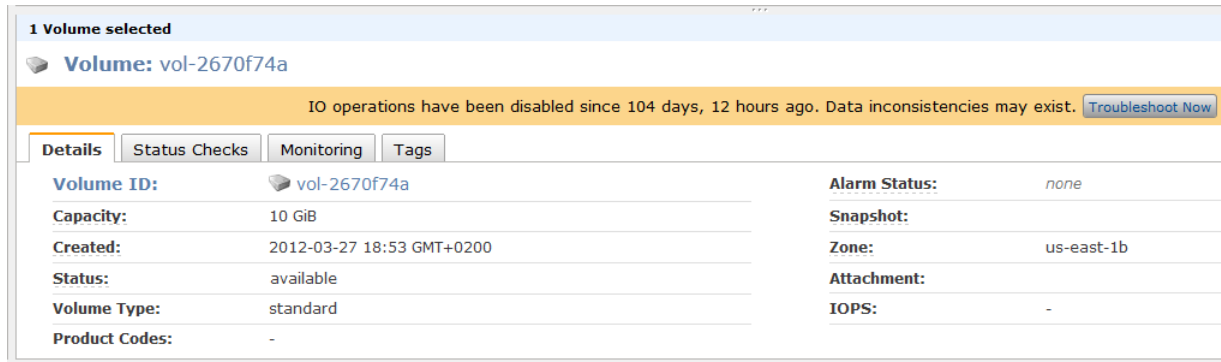 1 Volume selected
Volume: vol-2670f74a
IO operations have been disabled since 104 days, 12 hours ago. Data inconsistencies may exist. Troubleshoot Now
Details Status Checks Monitoring Tags
Volume ID: vol-2670f74a Alarm Status: none
Capacity: 10 GiB Snapshot:
Created: 2012-03-27 18:53 GMT+0200 Zone: us-east-1b
Status: available Attachment:
Volume Type: standard IOPS: -
Product Codes: -